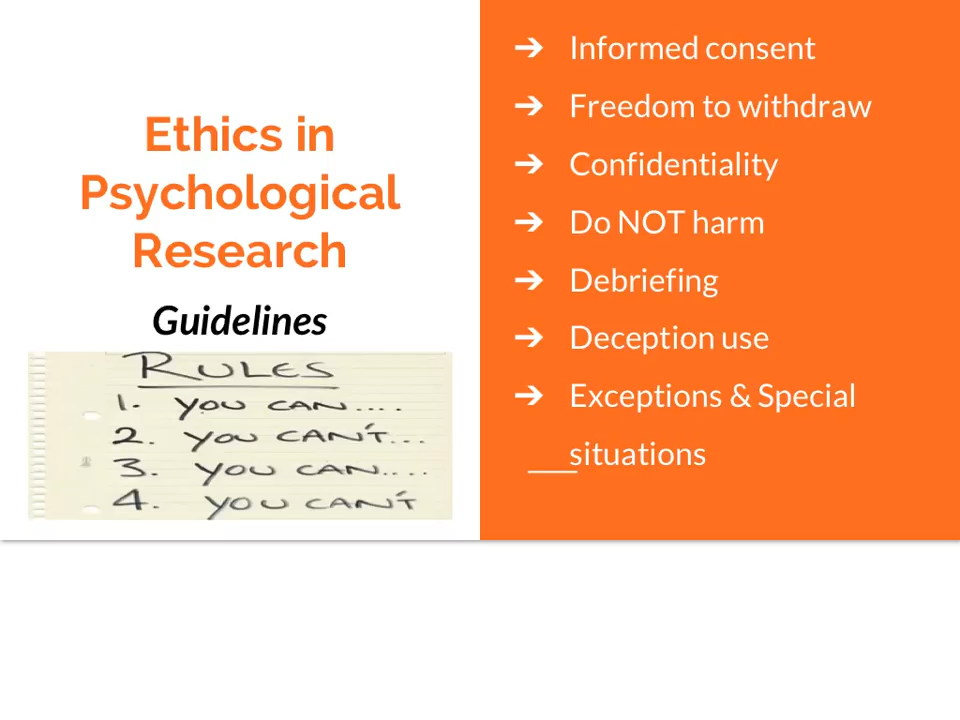 Ethics in
Psychological
Research
Guidelines
RULES
1. YOU CAN....
2. YOU CAN'T...
3. YOU CAN....
4. YOU CAN'T
➔ Informed consent
➔ Freedom to withdraw
➔ Confidentiality
➔ Do NOT harm
➔ Debriefing
➔ Deception use
➔ Exceptions & Special
situations